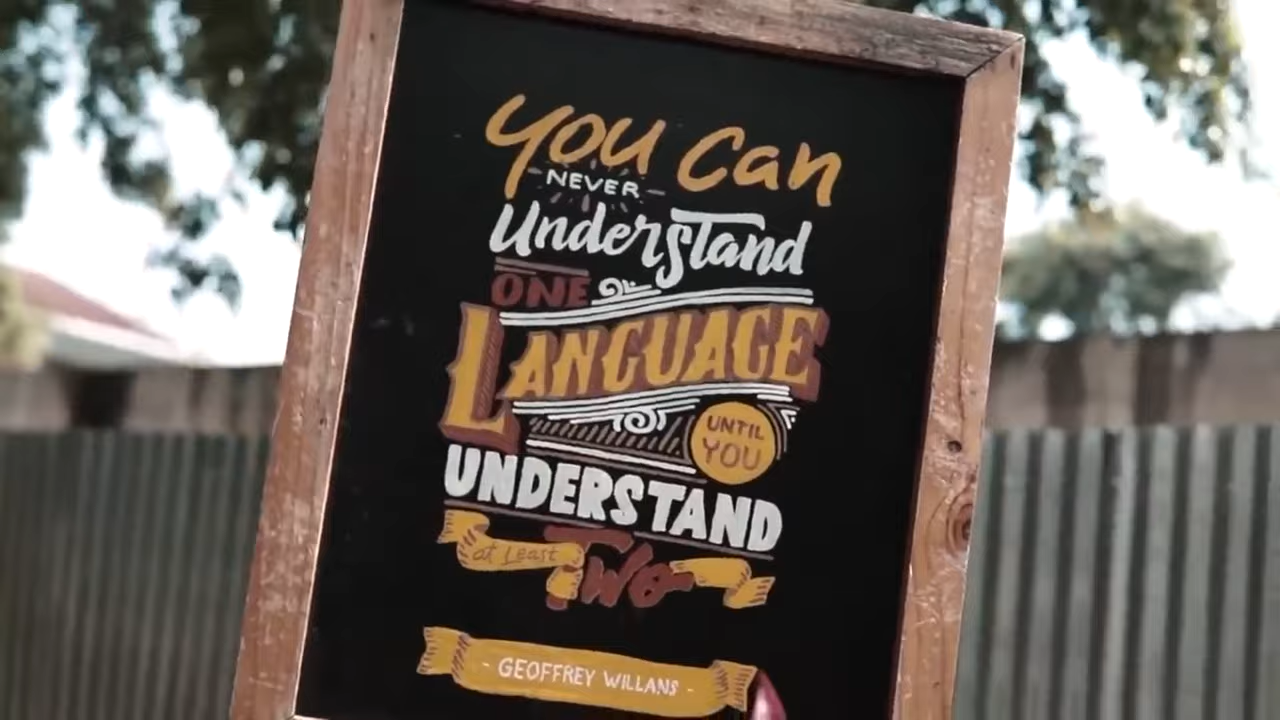 you can
NEVER
Understand
ONE
LANGUAGE
UNTIL
YOU
UNDERSTAND
at Least
Two
- GEOFFREY WILLANS -